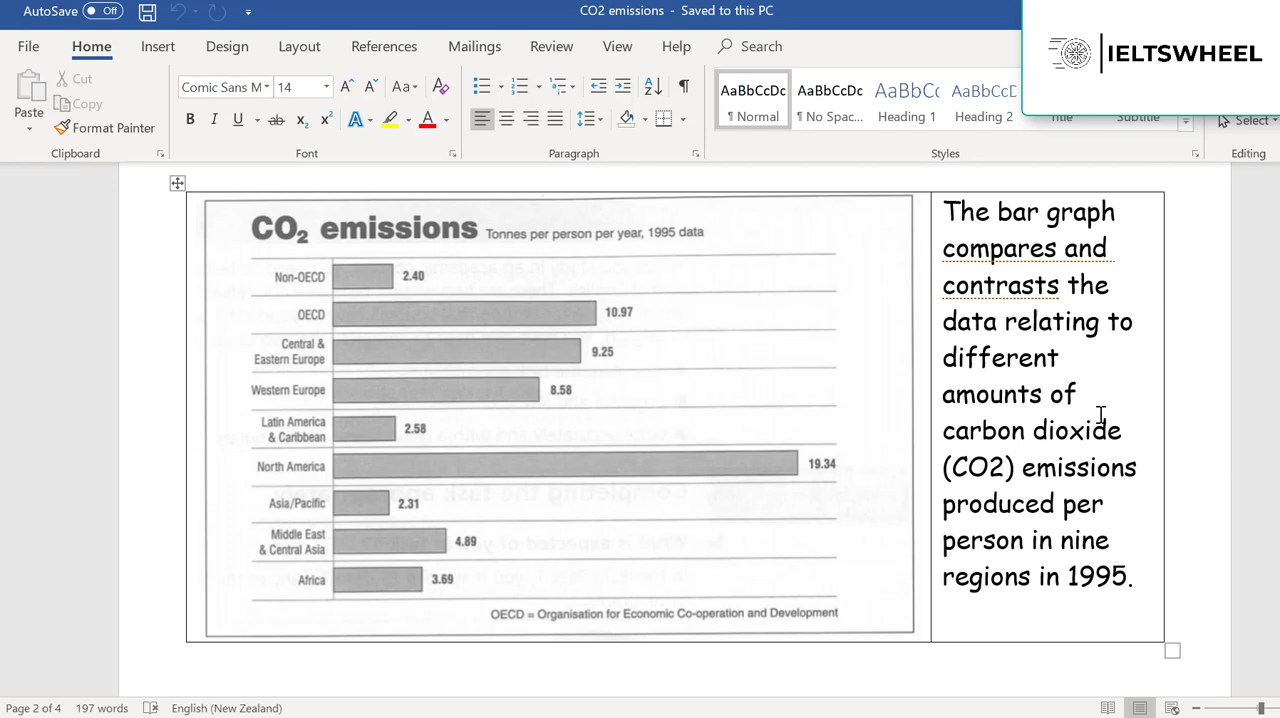 AutoSave Off CO2 emissions - Saved to this PC
IELTSWHEEL
File Home Insert Design Layout References Mailings Review View Help Search
Paste Cut
Copy
Format Painter
Comic Sans M 14
Aa
B I U ab x₂ x² A A
AaBbCcDc AaBbCcDc AaBbCc AaBbCcD
¶ Normal ¶ No Spac... Heading 1 Heading 2 Title Subtitle
Select
Clipboard Font Paragraph Styles Editing
CO₂ emissions Tonnes per person per year, 1995 data
Non-OECD 2.40
OECD 10.97
Central &
Eastern Europe 9.25
Western Europe 8.58
Latin America
& Caribbean 2.58
North America 19.34
Asia/Pacific 2.31
Middle East
& Central Asia 4.89
Africa 3.69
OECD = Organisation for Economic Co-operation and Development
The bar graph
compares and
contrasts the
data relating to
different
amounts of
carbon dioxide
(CO2) emissions
produced per
person in nine
regions in 1995.
Page 2 of 4 197 words English (New Zealand)